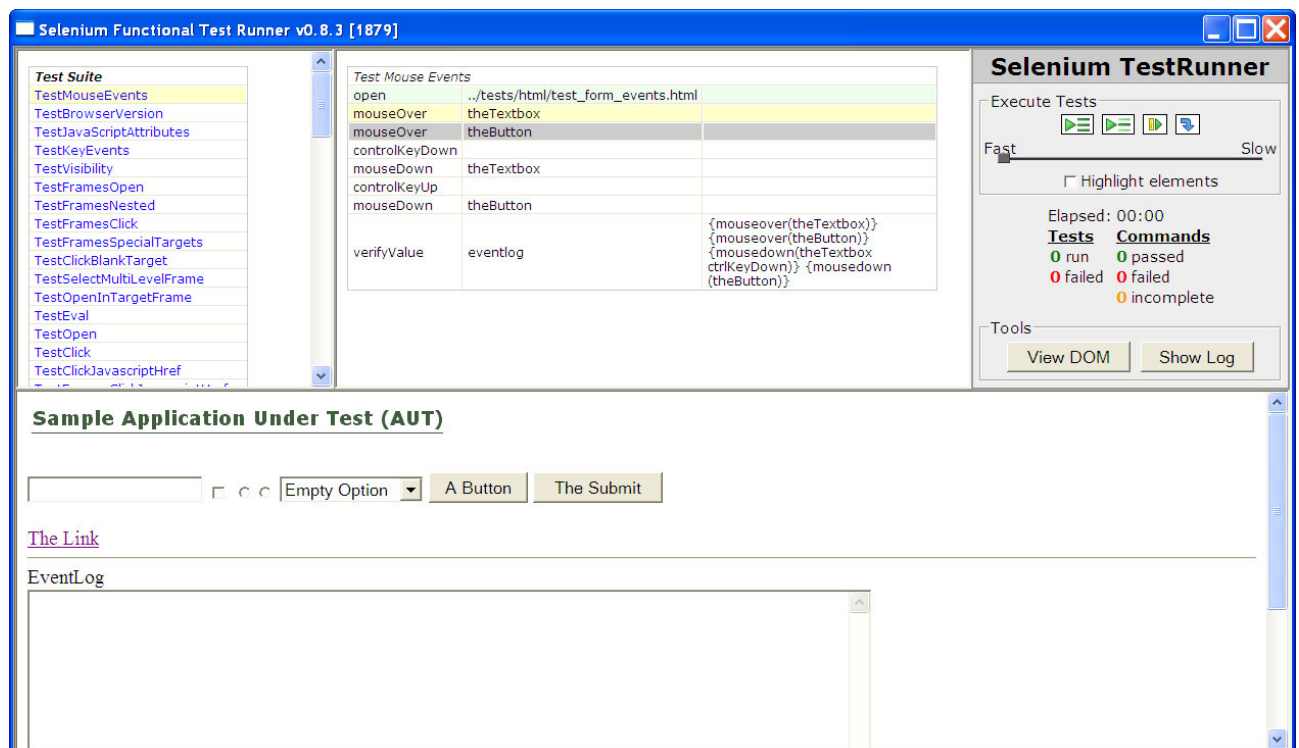 Selenium Functional Test Runner v0.8.3 [1879]
Test Suite
TestMouseEvents
TestBrowserVersion
TestJavaScriptAttributes
TestKeyEvents
TestVisibility
TestFramesOpen
TestFramesNested
TestFramesClick
TestFramesSpecialTargets
TestClickBlankTarget
TestSelectMultiLevelFrame
TestOpenInTargetFrame
TestEval
TestOpen
TestClick
TestClickJavascriptHref
Test Mouse Events
open ../tests/html/test_form_events.html
mouseOver theTextbox
mouseOver theButton
controlKeyDown
mouseDown theTextbox
controlKeyUp
mouseDown theButton
verifyValue eventlog
{mouseover(theTextbox)}
{mouseover(theButton)}
{mousedown(theTextbox
ctrlKeyDown)} {mousedown
(theButton)}
Selenium TestRunner
Execute Tests
Fast Slow
Highlight elements
Elapsed: 00:00
Tests Commands
0 run 0 passed
0 failed 0 failed
0 incomplete
Tools
View DOM Show Log
Sample Application Under Test (AUT)
Empty Option A Button The Submit
The Link
EventLog